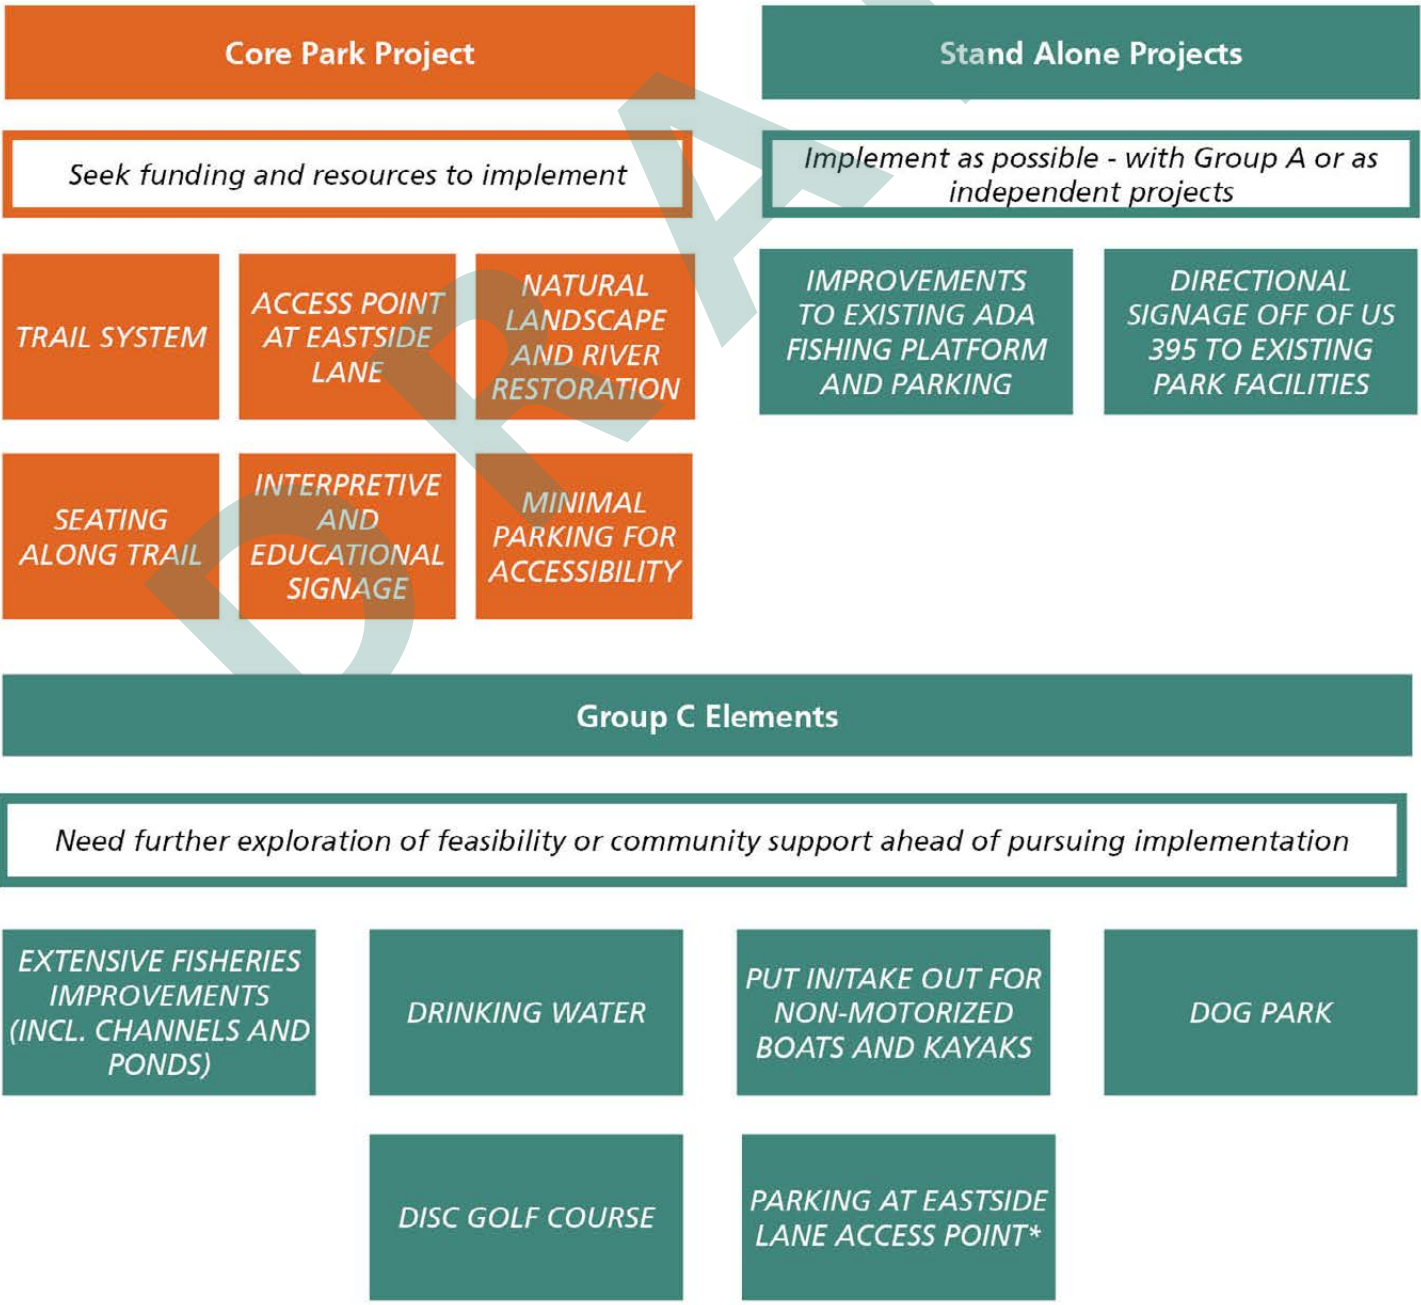 Core Park Project
Seek funding and resources to implement
TRAIL SYSTEM
ACCESS POINT
AT EASTSIDE
LANE
NATURAL
LANDSCAPE
AND RIVER
RESTORATION
SEATING
ALONG TRAIL
INTERPRETIVE
AND
EDUCATIONAL
SIGNAGE
MINIMAL
PARKING FOR
ACCESSIBILITY
Stand Alone Projects
Implement as possible - with Group A or as
independent projects
IMPROVEMENTS
TO EXISTING ADA
FISHING PLATFORM
AND PARKING
DIRECTIONAL
SIGNAGE OFF OF US
395 TO EXISTING
PARK FACILITIES
Group C Elements
Need further exploration of feasibility or community support ahead of pursuing implementation
EXTENSIVE FISHERIES
IMPROVEMENTS
(INCL. CHANNELS AND
PONDS)
DRINKING WATER
PUT IN/TAKE OUT FOR
NON-MOTORIZED
BOATS AND KAYAKS
DOG PARK
DISC GOLF COURSE
PARKING AT EASTSIDE
LANE ACCESS POINT*
DRA